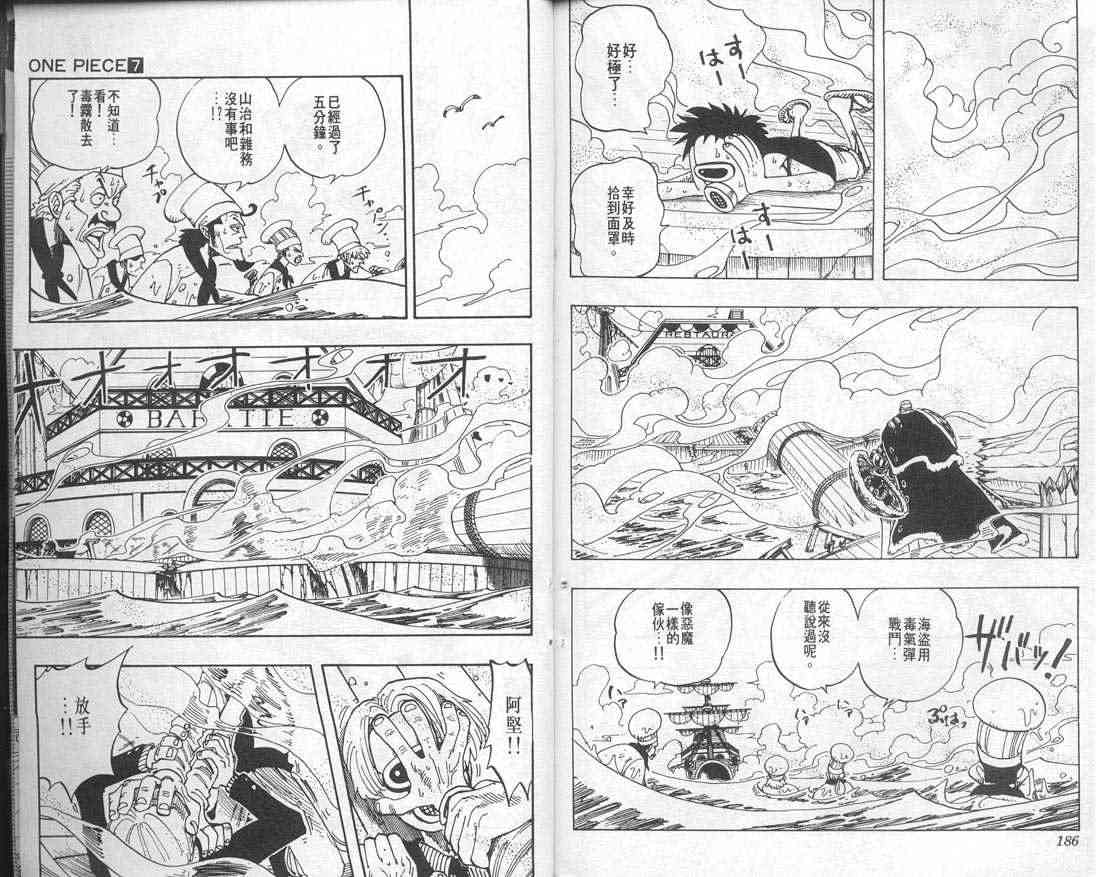 好…
好極了…
幸好及時
拾到面罩。
すーはー
すーはー
RESTAURA
海盜用
毒氣彈
戰鬥…
從來沒
聽說過呢。
像惡魔
一樣的
傢伙…!!
ザバッ!
ぷはっ
186
ONE PIECE 7
已經過了
五分鐘。
山治和雜務
沒有事吧
…!?
不知道…
看!
毒霧散去
了!
チャプ
チャパン…
オオオオオオ
BARATIE
阿堅!!
放手
…!!